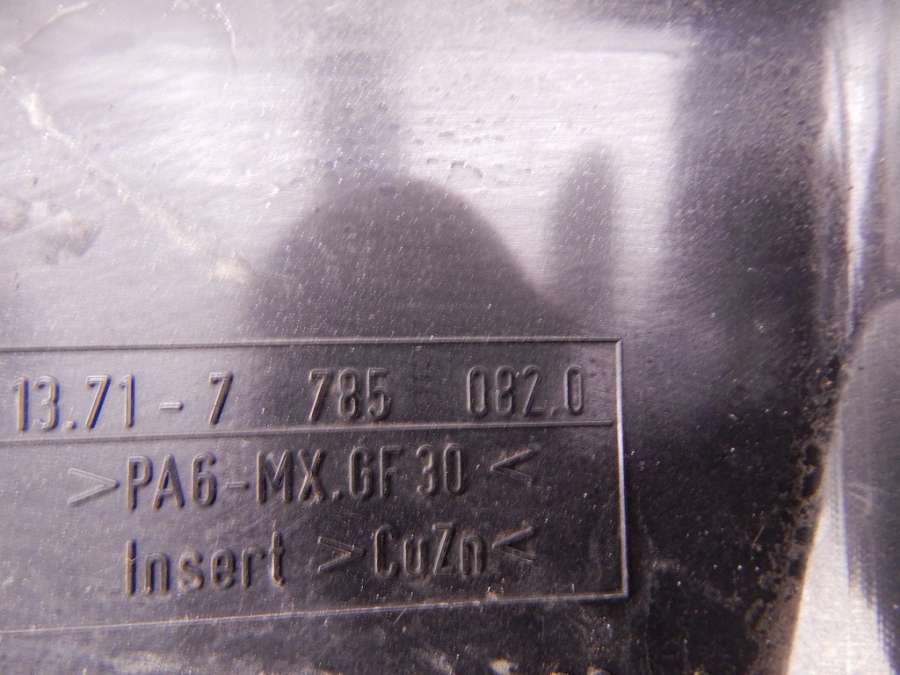 13.71-7 785 082.0
>PA6-MX.GF30<
Insert >CuZn<